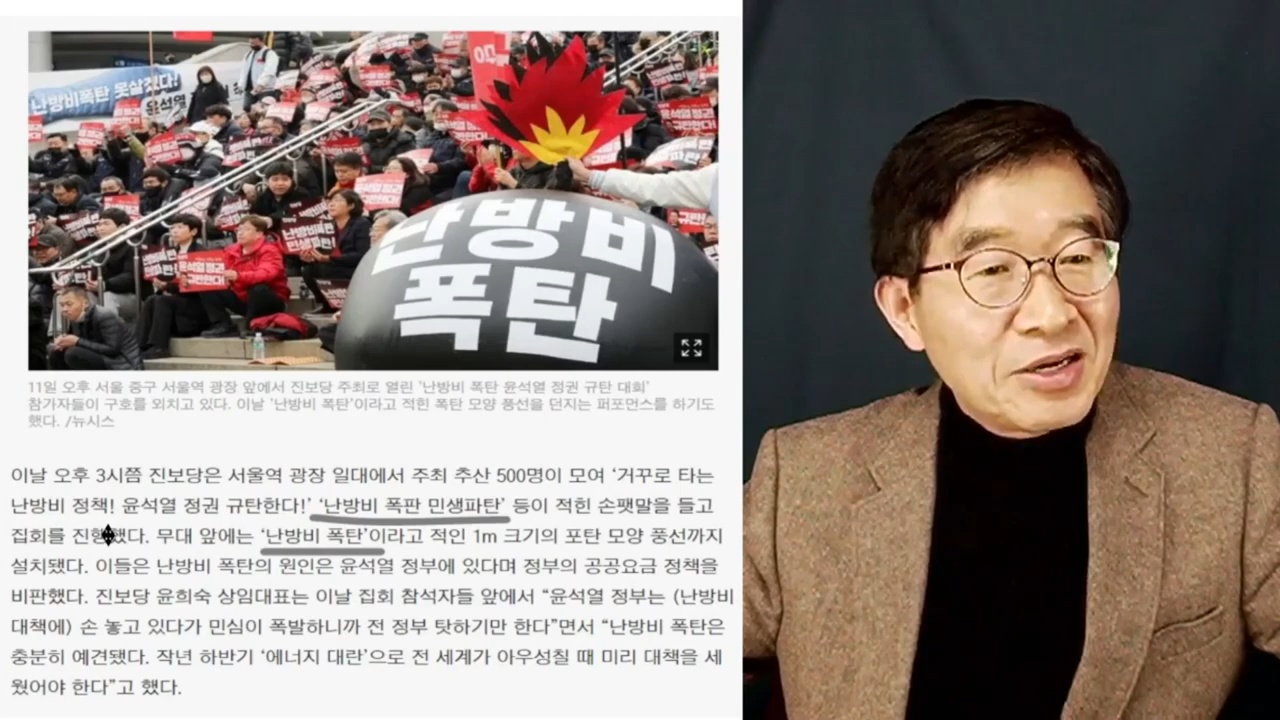 난방비폭탄 못살겠다!
윤석열
난방비
폭탄
11일 오후 서울 중구 서울역 광장 앞에서 진보당 주최로 열린 '난방비 폭탄 윤석열 정권 규탄 대회'
참가자들이 구호를 외치고 있다. 이날 '난방비 폭탄'이라고 적힌 폭탄 모양 풍선을 던지는 퍼포먼스를 하기도
했다. /뉴시스
이날 오후 3시쯤 진보당은 서울역 광장 일대에서 주최 추산 500명이 모여 ‘거꾸로 타는
난방비 정책! 윤석열 정권 규탄한다!’ ‘난방비 폭판 민생파탄’ 등이 적힌 손팻말을 들고
집회를 진행했다. 무대 앞에는 ‘난방비 폭탄’이라고 적인 1m 크기의 포탄 모양 풍선까지
설치됐다. 이들은 난방비 폭탄의 원인은 윤석열 정부에 있다며 정부의 공공요금 정책을
비판했다. 진보당 윤희숙 상임대표는 이날 집회 참석자들 앞에서 “윤석열 정부는 (난방비
대책에) 손 놓고 있다가 민심이 폭발하니까 전 정부 탓하기만 한다”면서 “난방비 폭탄은
충분히 예견됐다. 작년 하반기 ‘에너지 대란’으로 전 세계가 아우성칠 때 미리 대책을 세
웠어야 한다”고 했다.